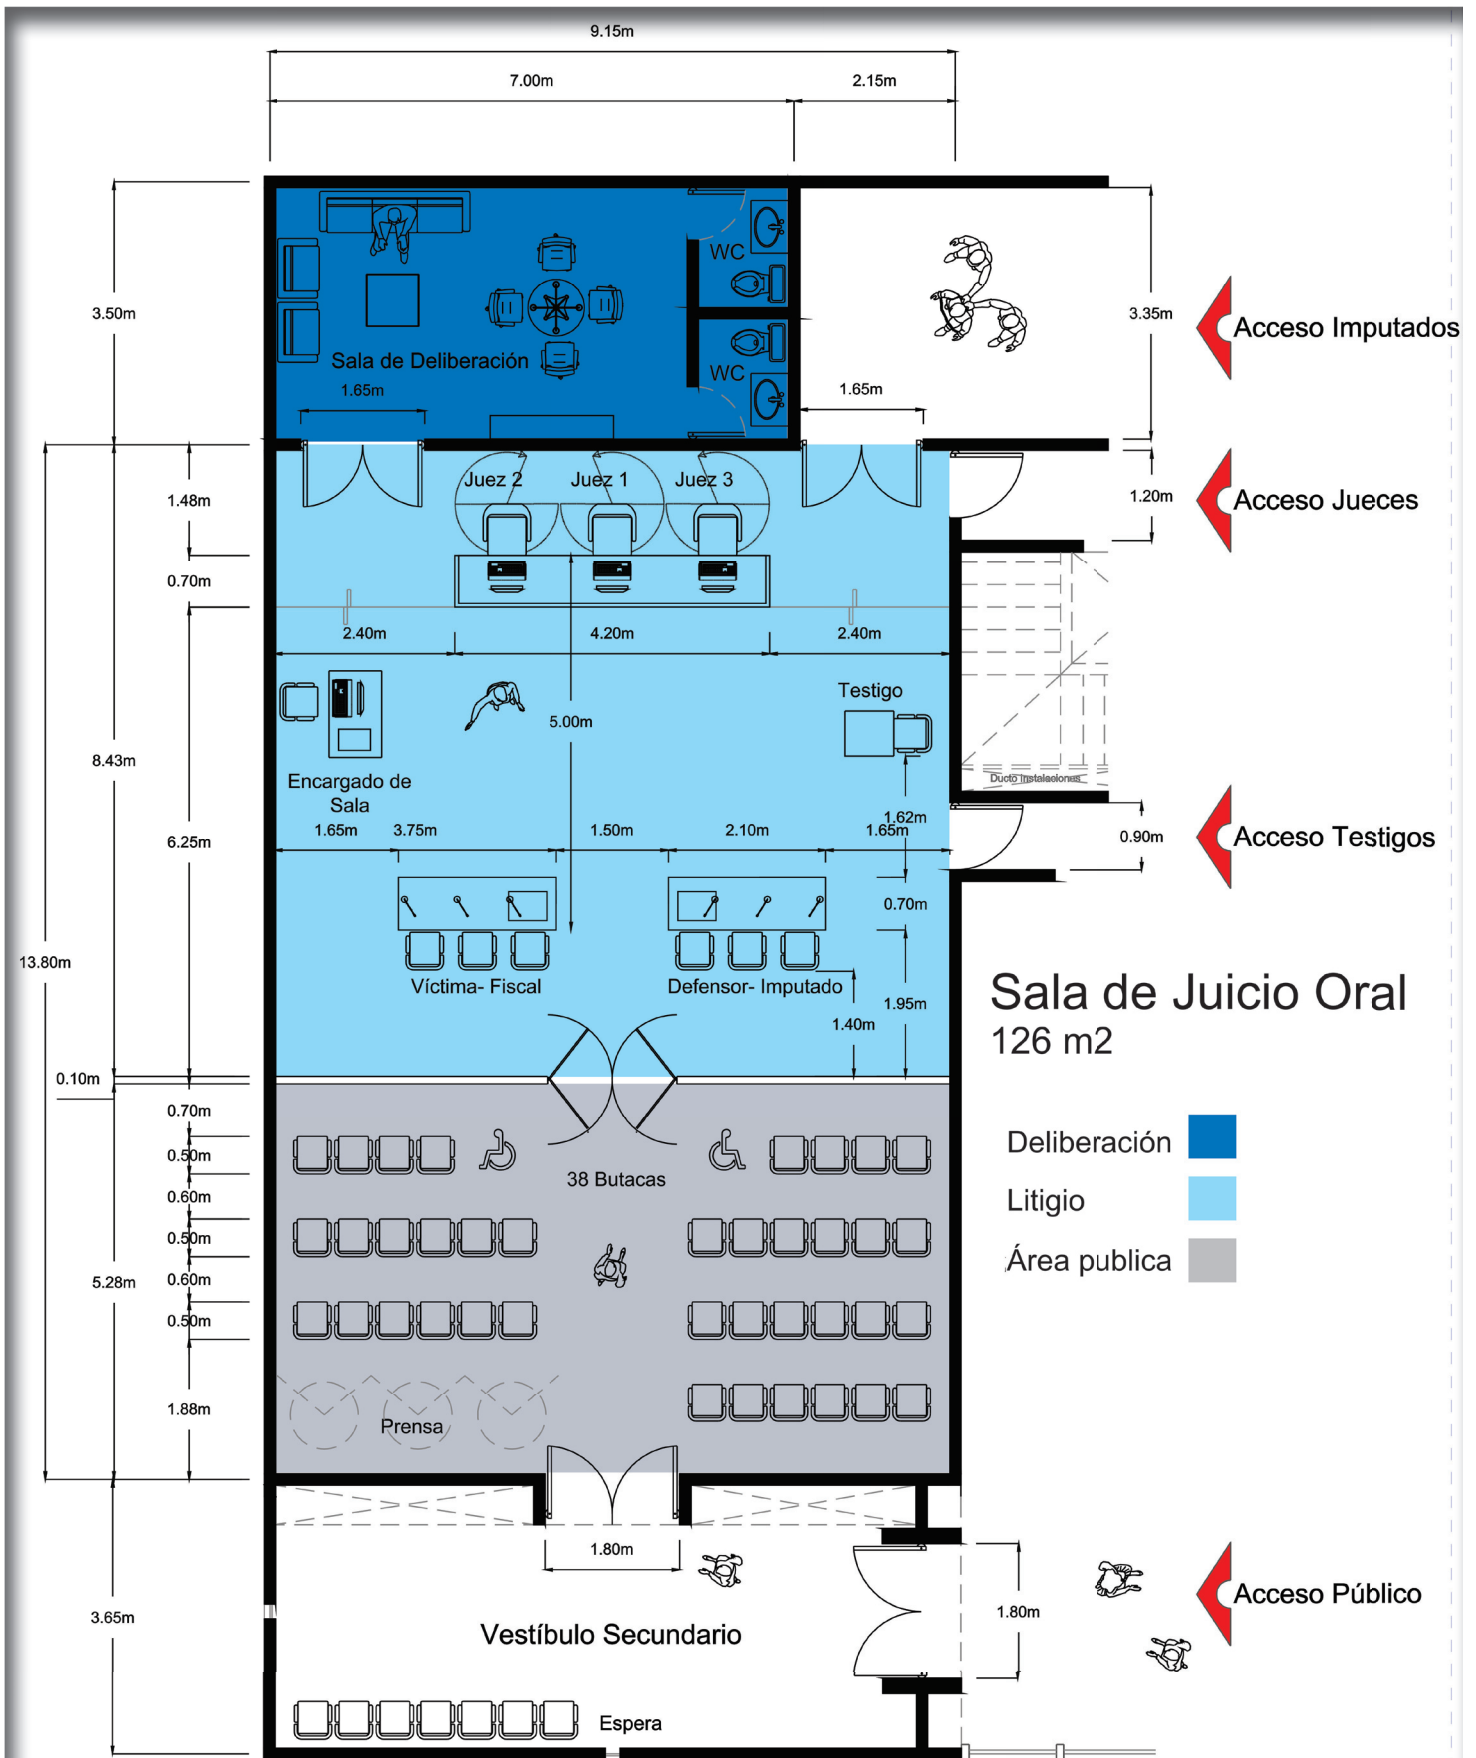 9.15m
7.00m
2.15m
3.50m
3.35m
WC
WC
Sala de Deliberación
1.65m
1.65m
Acceso Imputados
Juez 2
Juez 1
Juez 3
1.48m
1.20m
Acceso Jueces
0.70m
2.40m
4.20m
2.40m
Testigo
5.00m
8.43m
Encargado de
Sala
Ducto Instalaciones
1.62m
1.65m
3.75m
1.50m
2.10m
1.65m
6.25m
0.90m
Acceso Testigos
0.70m
13.80m
Víctima- Fiscal
Defensor- Imputado
1.95m
1.40m
Sala de Juicio Oral
126 m2
0.10m
0.70m
0.50m
0.60m
0.50m
0.60m
0.50m
1.88m
5.28m
38 Butacas
Deliberación
Litigio
Área publica
Prensa
1.80m
3.65m
Vestíbulo Secundario
1.80m
Acceso Público
Espera